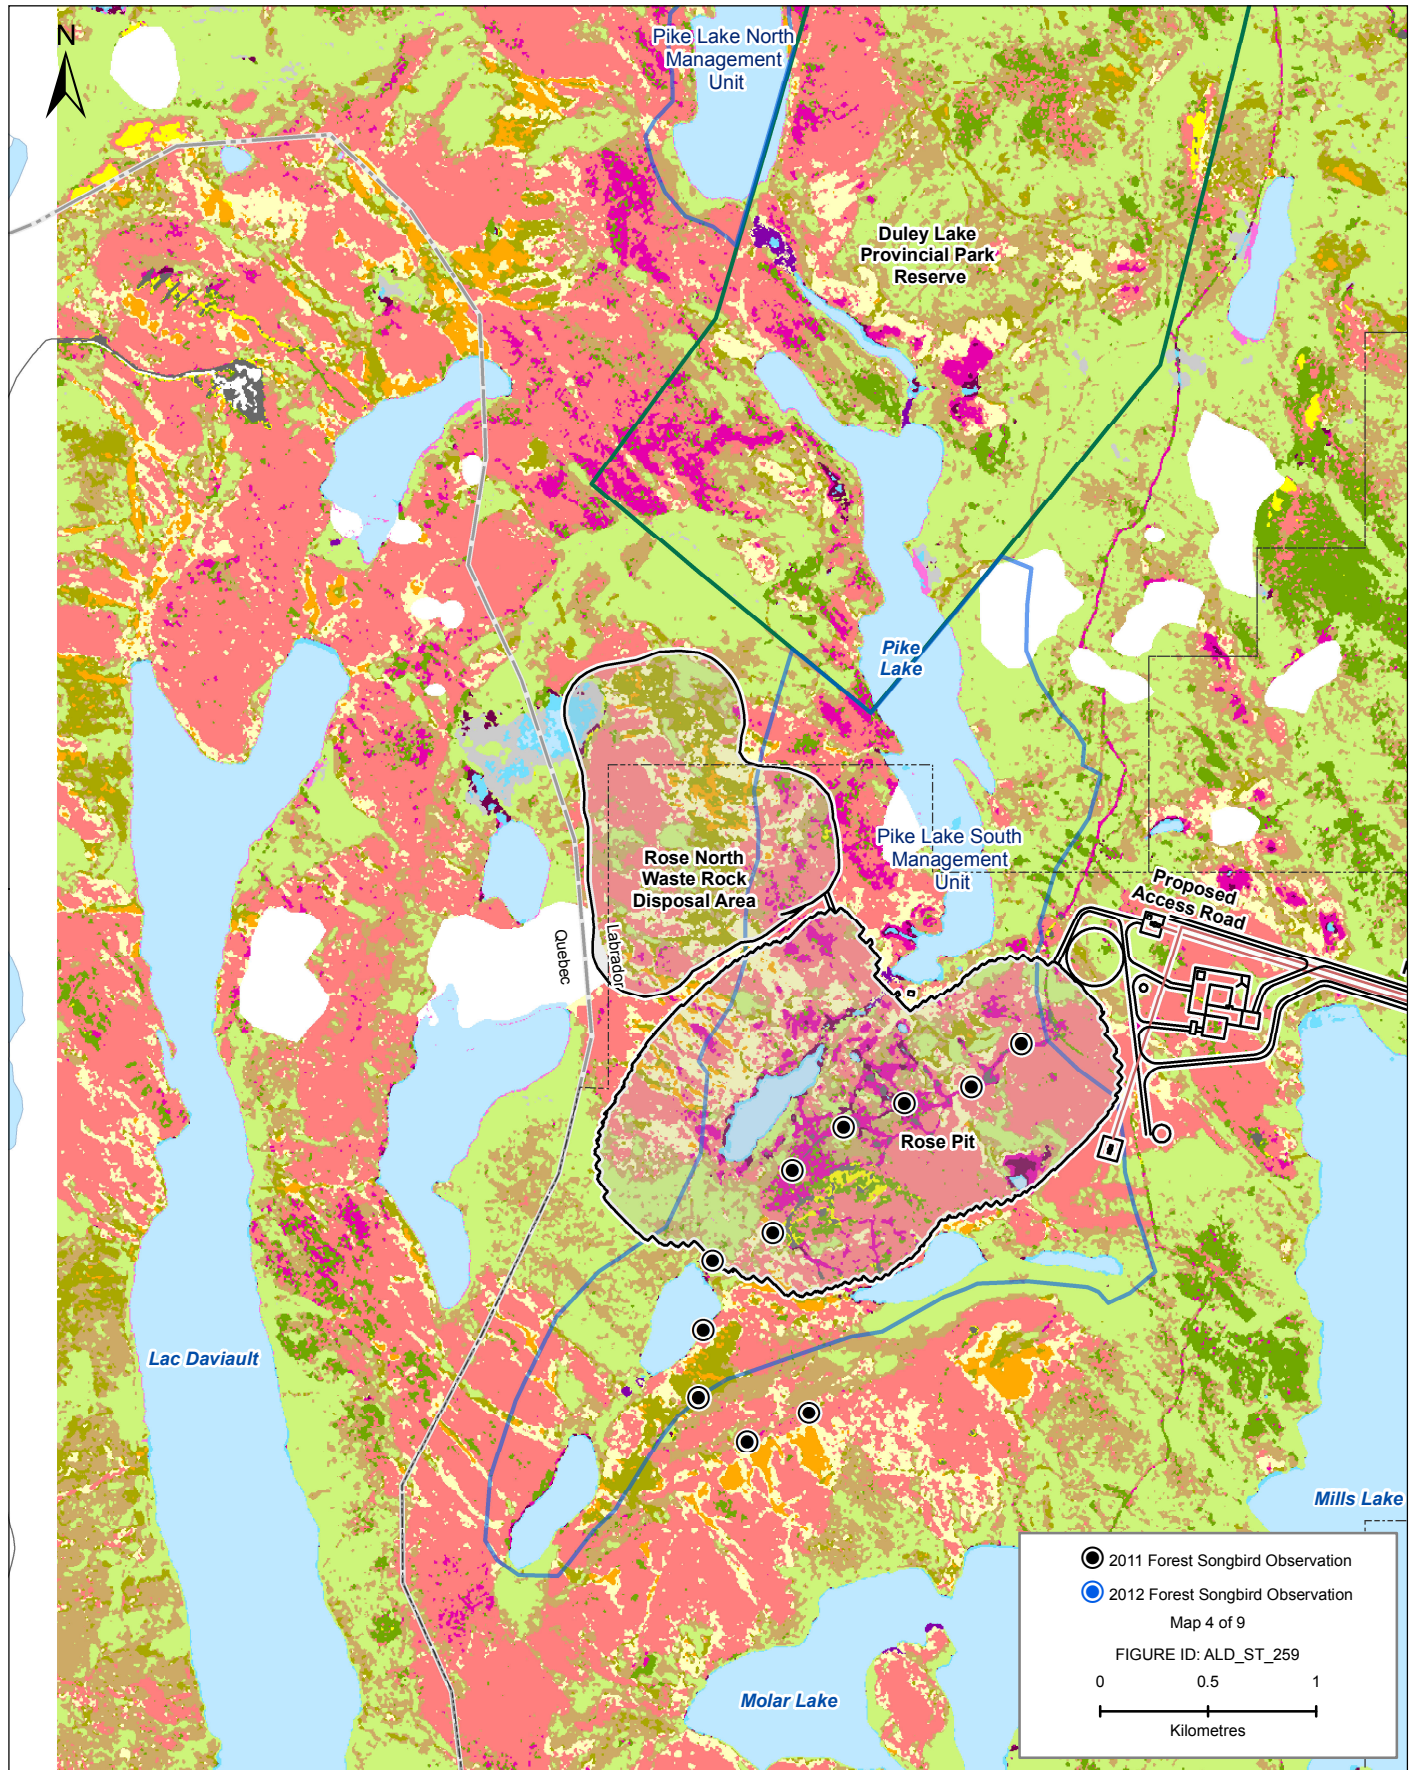 N
Pike Lake North
Management
Unit
Duley Lake
Provincial Park
Reserve
Pike
Lake
Pike Lake South
Management
Unit
Rose North
Waste Rock
Disposal Area
Proposed
Access Road
Quebec
Labrador
Rose Pit
Lac Daviault
Mills Lake
Molar Lake
2011 Forest Songbird Observation
2012 Forest Songbird Observation
Map 4 of 9
FIGURE ID: ALD_ST_259
0 0.5 1
Kilometres